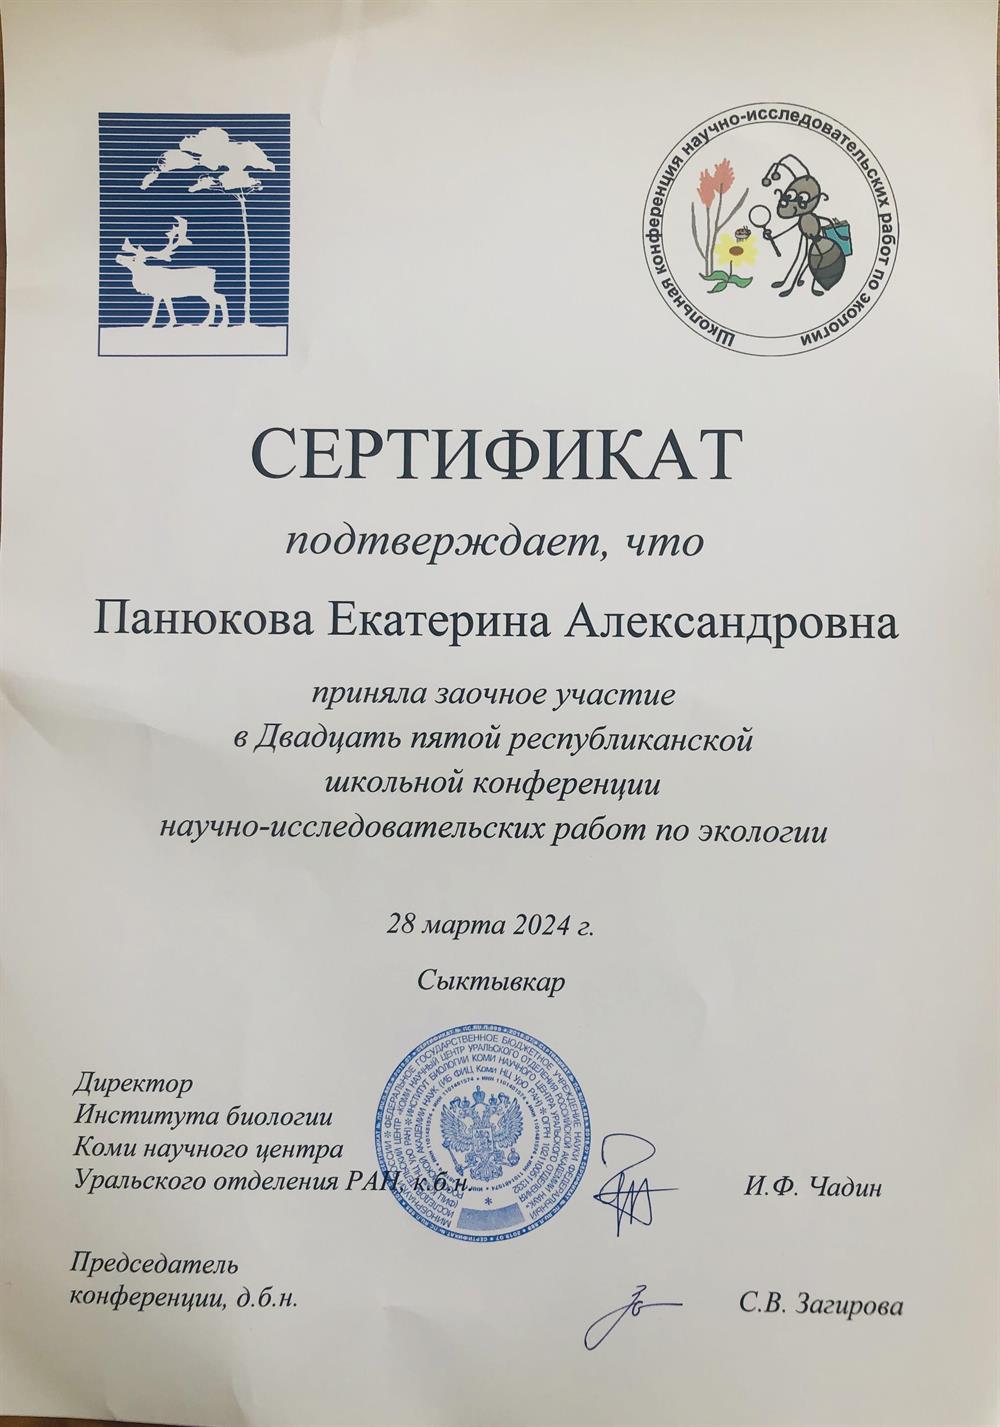 Школьная конференция научно-исследовательских работ по экологии
СЕРТИФИКАТ
подтверждает, что
Панюкова Екатерина Александровна
приняла заочное участие
в Двадцать пятой республиканской
школьной конференции
научно-исследовательских работ по экологии
28 марта 2024 г.
Сыктывкар
Директор
Института биологии
Коми научного центра
Уральского отделения РАН, к.б.н.
И.Ф. Чадин
Председатель
конференции, д.б.н.
С.В. Загирова